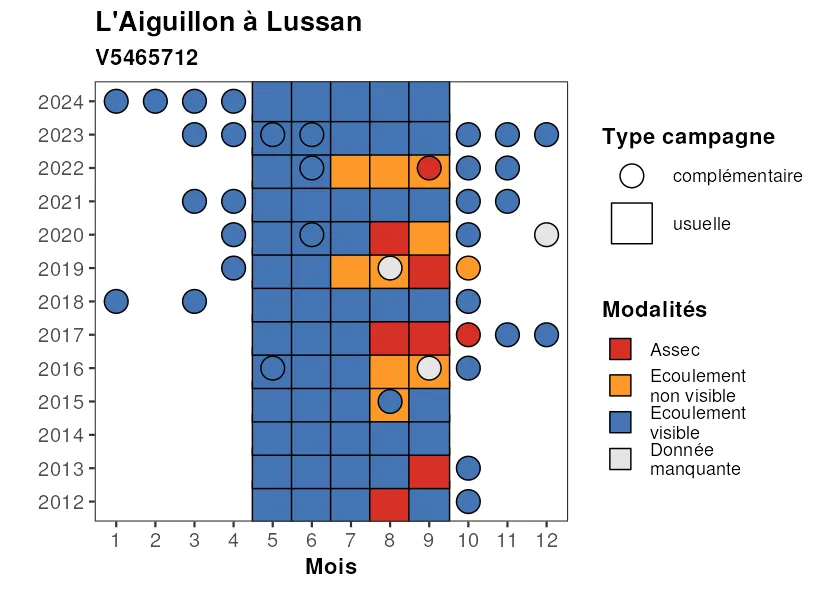 L'Aiguillon à Lussan
V5465712
2024
2023
2022
2021
2020
2019
2018
2017
2016
2015
2014
2013
2012
1 2 3 4 5 6 7 8 9 10 11 12
Mois
Type campagne
complémentaire
usuelle
Modalités
Assec
Ecoulement
non visible
Ecoulement
visible
Donnée
manquante